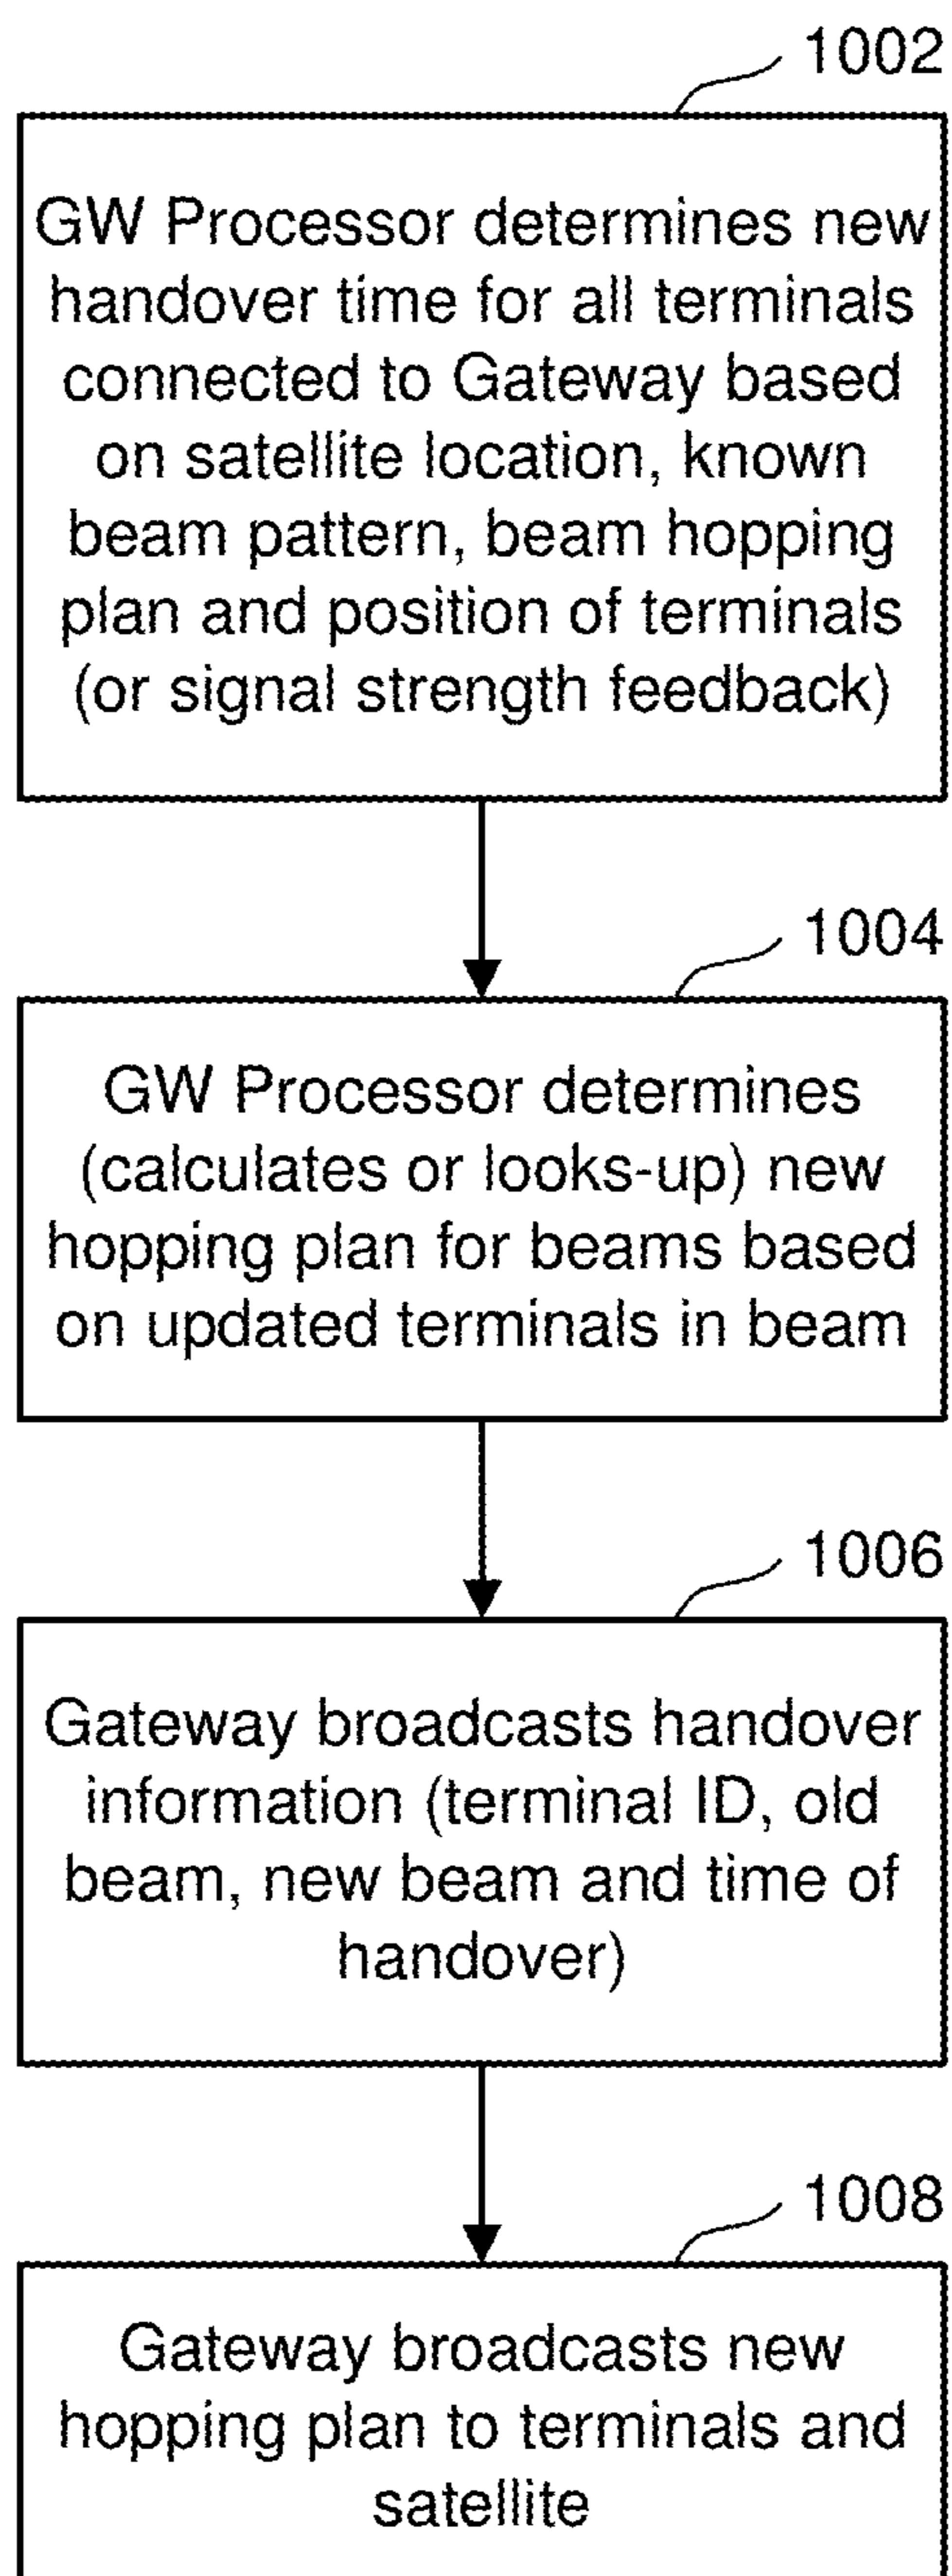 1002
GW Processor determines new
handover time for all terminals
connected to Gateway based
on satellite location, known
beam pattern, beam hopping
plan and position of terminals
(or signal strength feedback)
1004
GW Processor determines
(calculates or looks-up) new
hopping plan for beams based
on updated terminals in beam
1006
Gateway broadcasts handover
information (terminal ID, old
beam, new beam and time of
handover)
1008
Gateway broadcasts new
hopping plan to terminals and
satellite